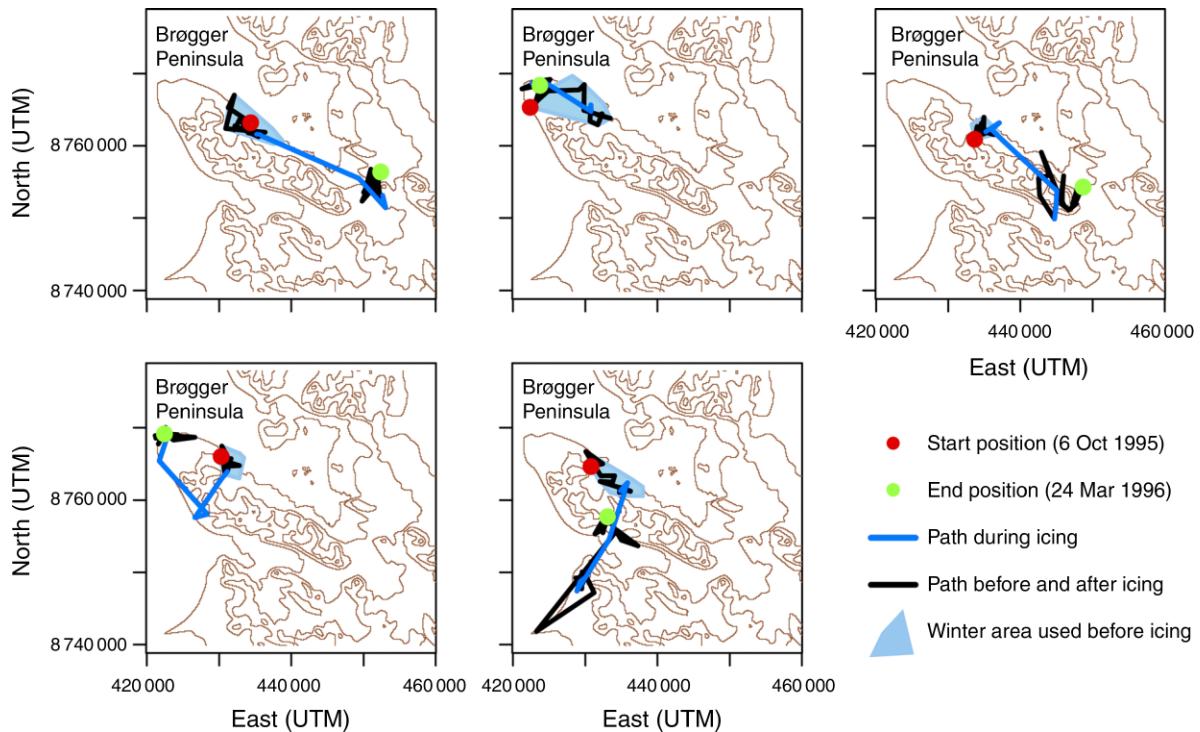 Brøgger
Peninsula
Brøgger
Peninsula
Brøgger
Peninsula
North (UTM)
8 760 000
8 740 000
420 000 440 000 460 000
East (UTM)
Brøgger
Peninsula
Brøgger
Peninsula
North (UTM)
8 760 000
8 740 000
420 000 440 000 460 000
East (UTM)
420 000 440 000 460 000
East (UTM)
Start position (6 Oct 1995)
End position (24 Mar 1996)
Path during icing
Path before and after icing
Winter area used before icing